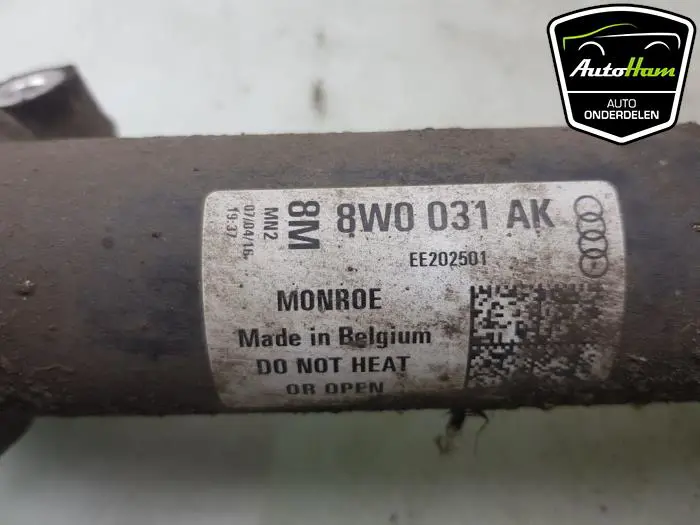 AutoHam
AUTO
ONDERDELEN
8M 8W0 031 AK
MN2
07/04/16
19:37
EE202501
MONROE
Made in Belgium
DO NOT HEAT
OR OPEN